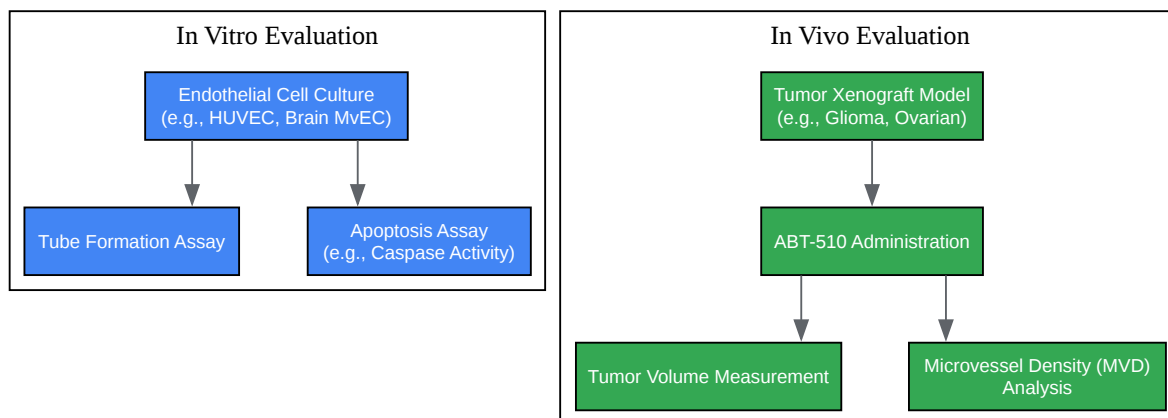 In Vitro Evaluation
Endothelial Cell Culture
(e.g., HUVEC, Brain MvEC)
Tube Formation Assay
Apoptosis Assay
(e.g., Caspase Activity)
In Vivo Evaluation
Tumor Xenograft Model
(e.g., Glioma, Ovarian)
ABT-510 Administration
Tumor Volume Measurement
Microvessel Density (MVD)
Analysis